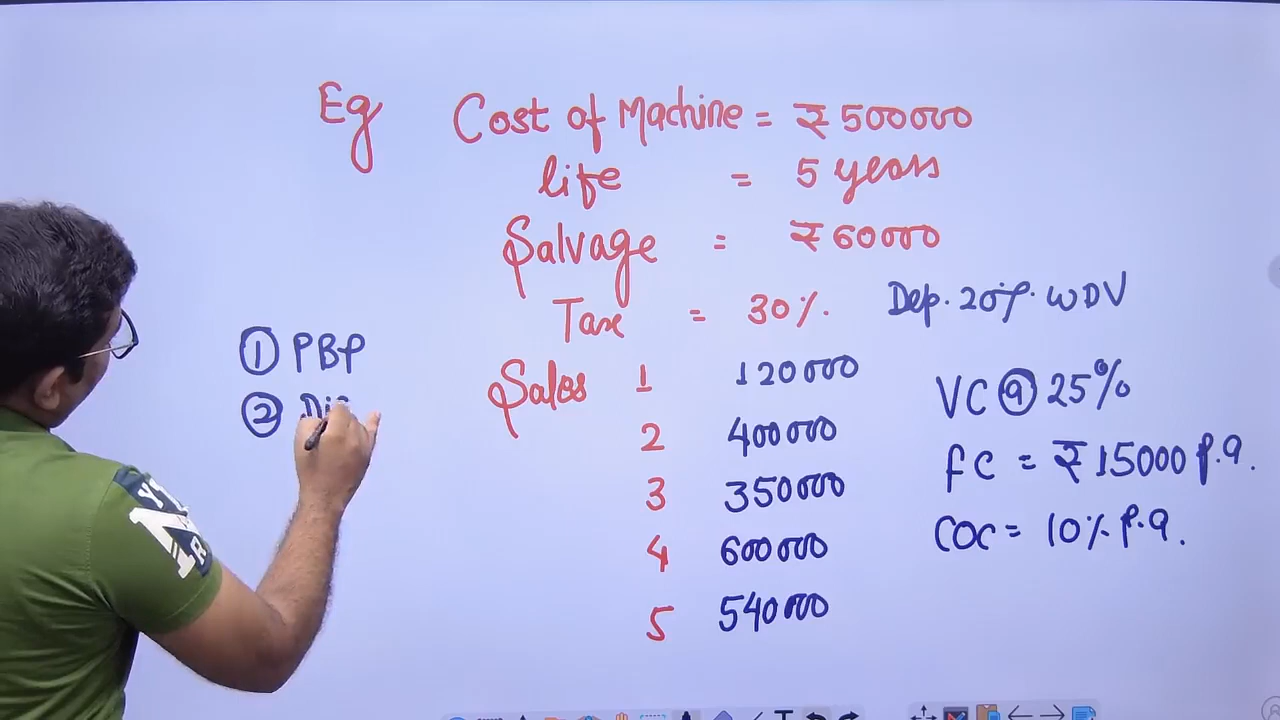 Eg Cost of Machine = ₹500000
life = 5 years
Salvage = ₹60000
Tax = 30% Dep. 20% WDV
① PBP
Sales 1 120000 VC @ 25%
② Dis
2 400000
FC = ₹15000 p.a.
3 350000
COC = 10% p.a.
4 600000
5 540000